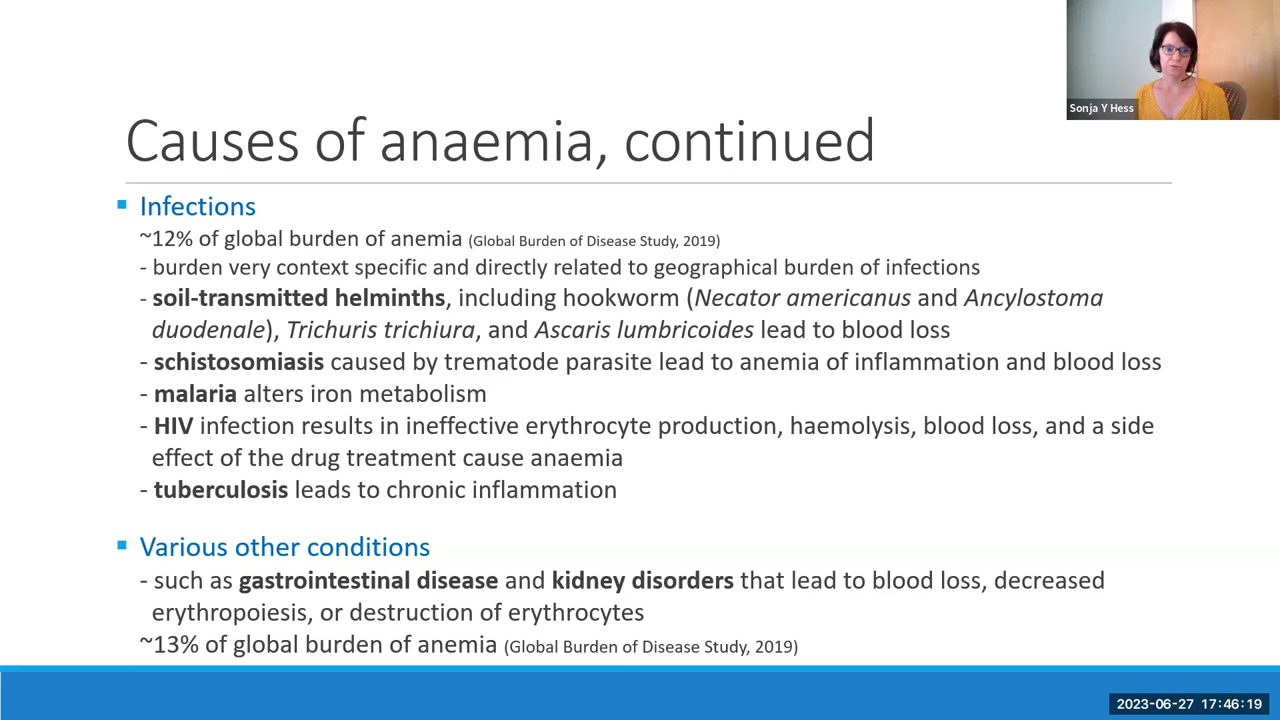 Sonja Y Hess
Causes of anaemia, continued
▪ Infections
~12% of global burden of anemia (Global Burden of Disease Study, 2019)
- burden very context specific and directly related to geographical burden of infections
- soil-transmitted helminths, including hookworm (Necator americanus and Ancylostoma
duodenale), Trichuris trichiura, and Ascaris lumbricoides lead to blood loss
- schistosomiasis caused by trematode parasite lead to anemia of inflammation and blood loss
- malaria alters iron metabolism
- HIV infection results in ineffective erythrocyte production, haemolysis, blood loss, and a side
effect of the drug treatment cause anaemia
- tuberculosis leads to chronic inflammation
▪ Various other conditions
- such as gastrointestinal disease and kidney disorders that lead to blood loss, decreased
erythropoiesis, or destruction of erythrocytes
~13% of global burden of anemia (Global Burden of Disease Study, 2019)
2023-06-27 17:46:19